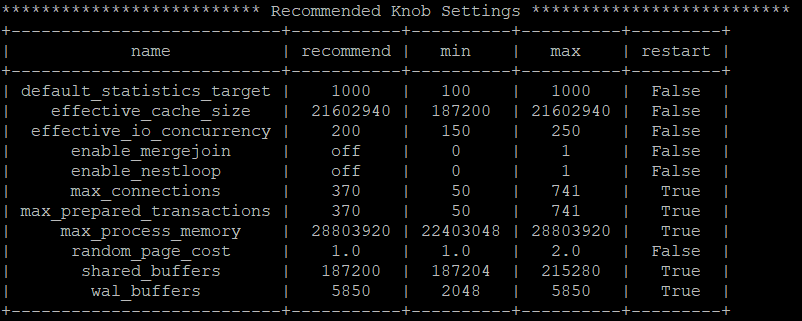 ************************** Recommended Knob Settings **************************
+---------------------------+-----------+----------+----------+---------+
|            name           | recommend |   min    |   max    | restart |
+---------------------------+-----------+----------+----------+---------+
| default_statistics_target |    1000   |   100    |   1000   |  False  |
|    effective_cache_size   |  21602940 |  187200  | 21602940 |  False  |
|  effective_io_concurrency |    200    |   150    |   250    |  False  |
|      enable_mergejoin     |    off    |    0     |    1     |  False  |
|      enable_nestloop      |    off    |    0     |    1     |  False  |
|      max_connections      |    370    |    50    |   741    |   True  |
| max_prepared_transactions |    370    |    50    |   741    |   True  |
|     max_process_memory    |  28803920 | 22403048 | 28803920 |   True  |
|      random_page_cost     |    1.0    |   1.0    |   2.0    |  False  |
|       shared_buffers      |   187200  |  187204  |  215280  |   True  |
|        wal_buffers        |    5850   |   2048   |   5850   |   True  |
+---------------------------+-----------+----------+----------+---------+